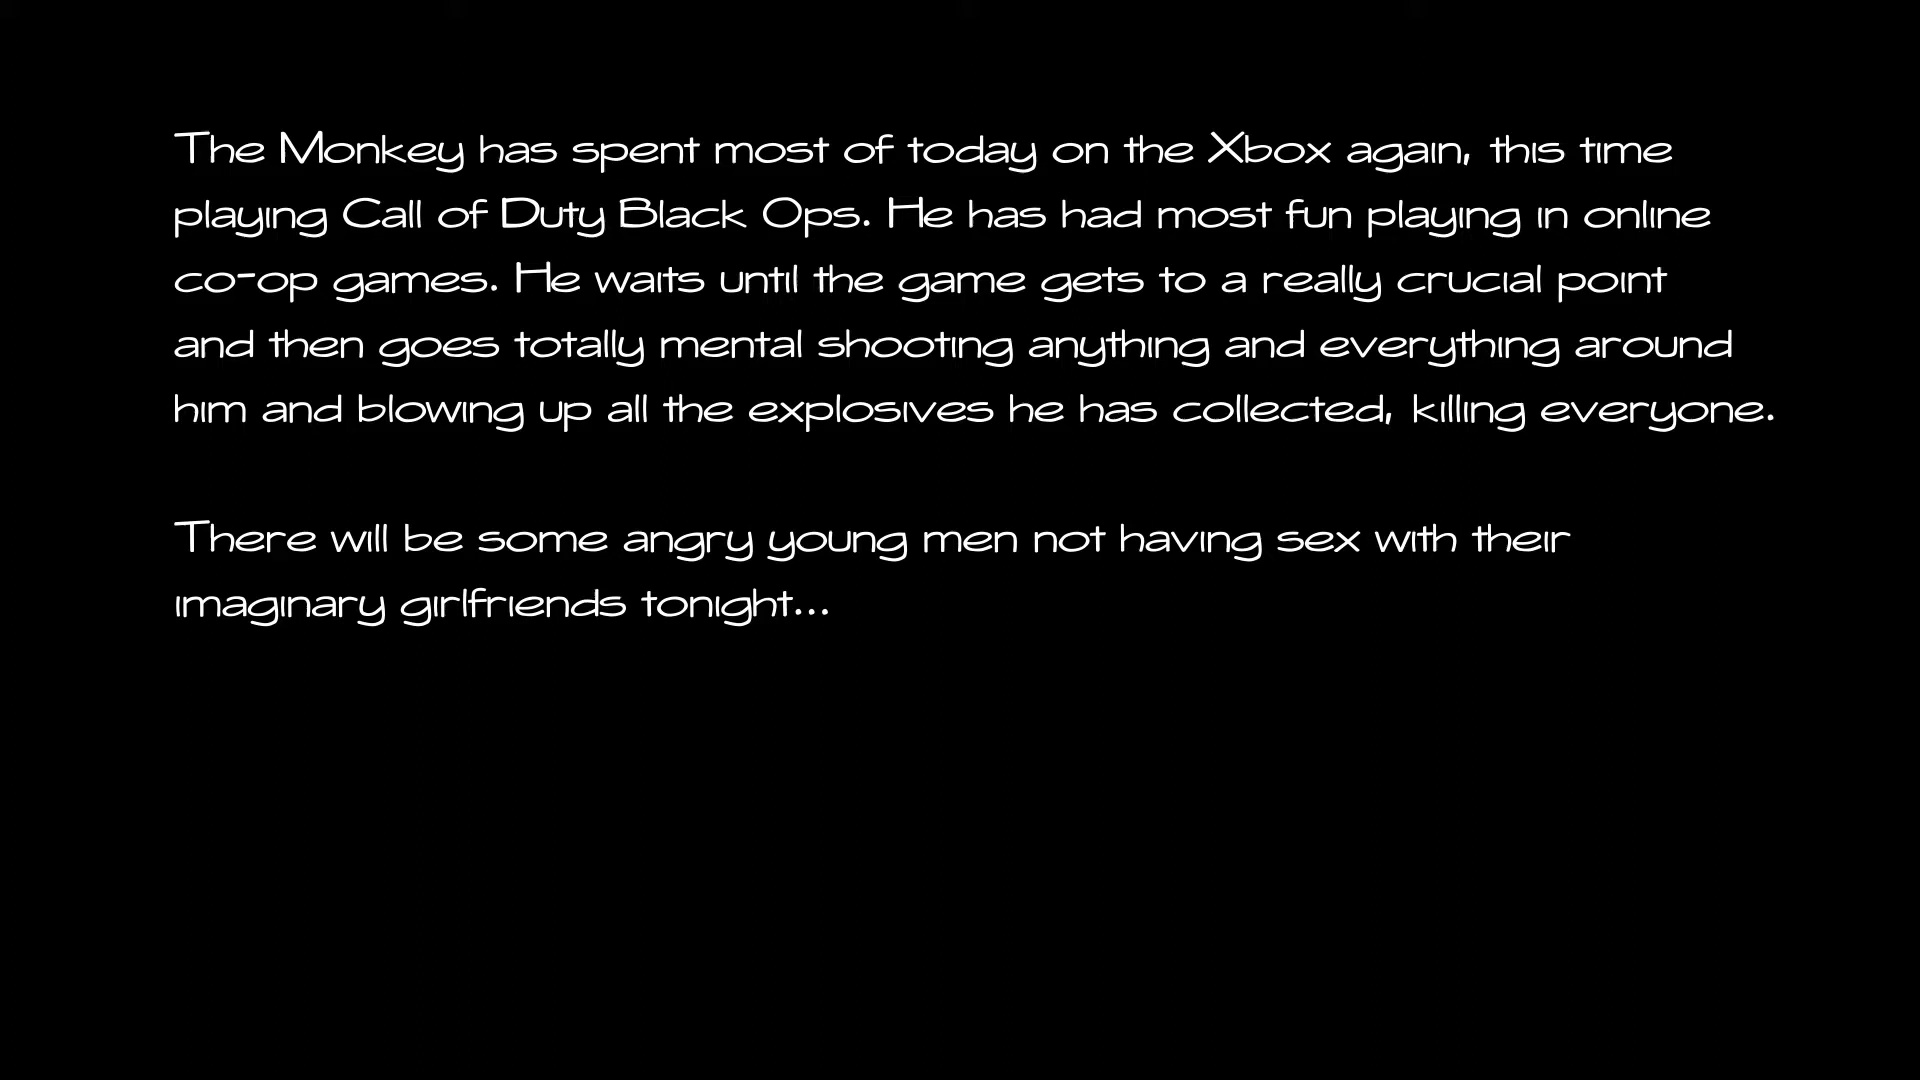 The Monkey has spent most of today on the Xbox again, this time
playing Call of Duty Black Ops. He has had most fun playing in online
co-op games. He waits until the game gets to a really crucial point
and then goes totally mental shooting anything and everything around
him and blowing up all the explosives he has collected, killing everyone.
There will be some angry young men not having sex with their
imaginary girlfriends tonight...